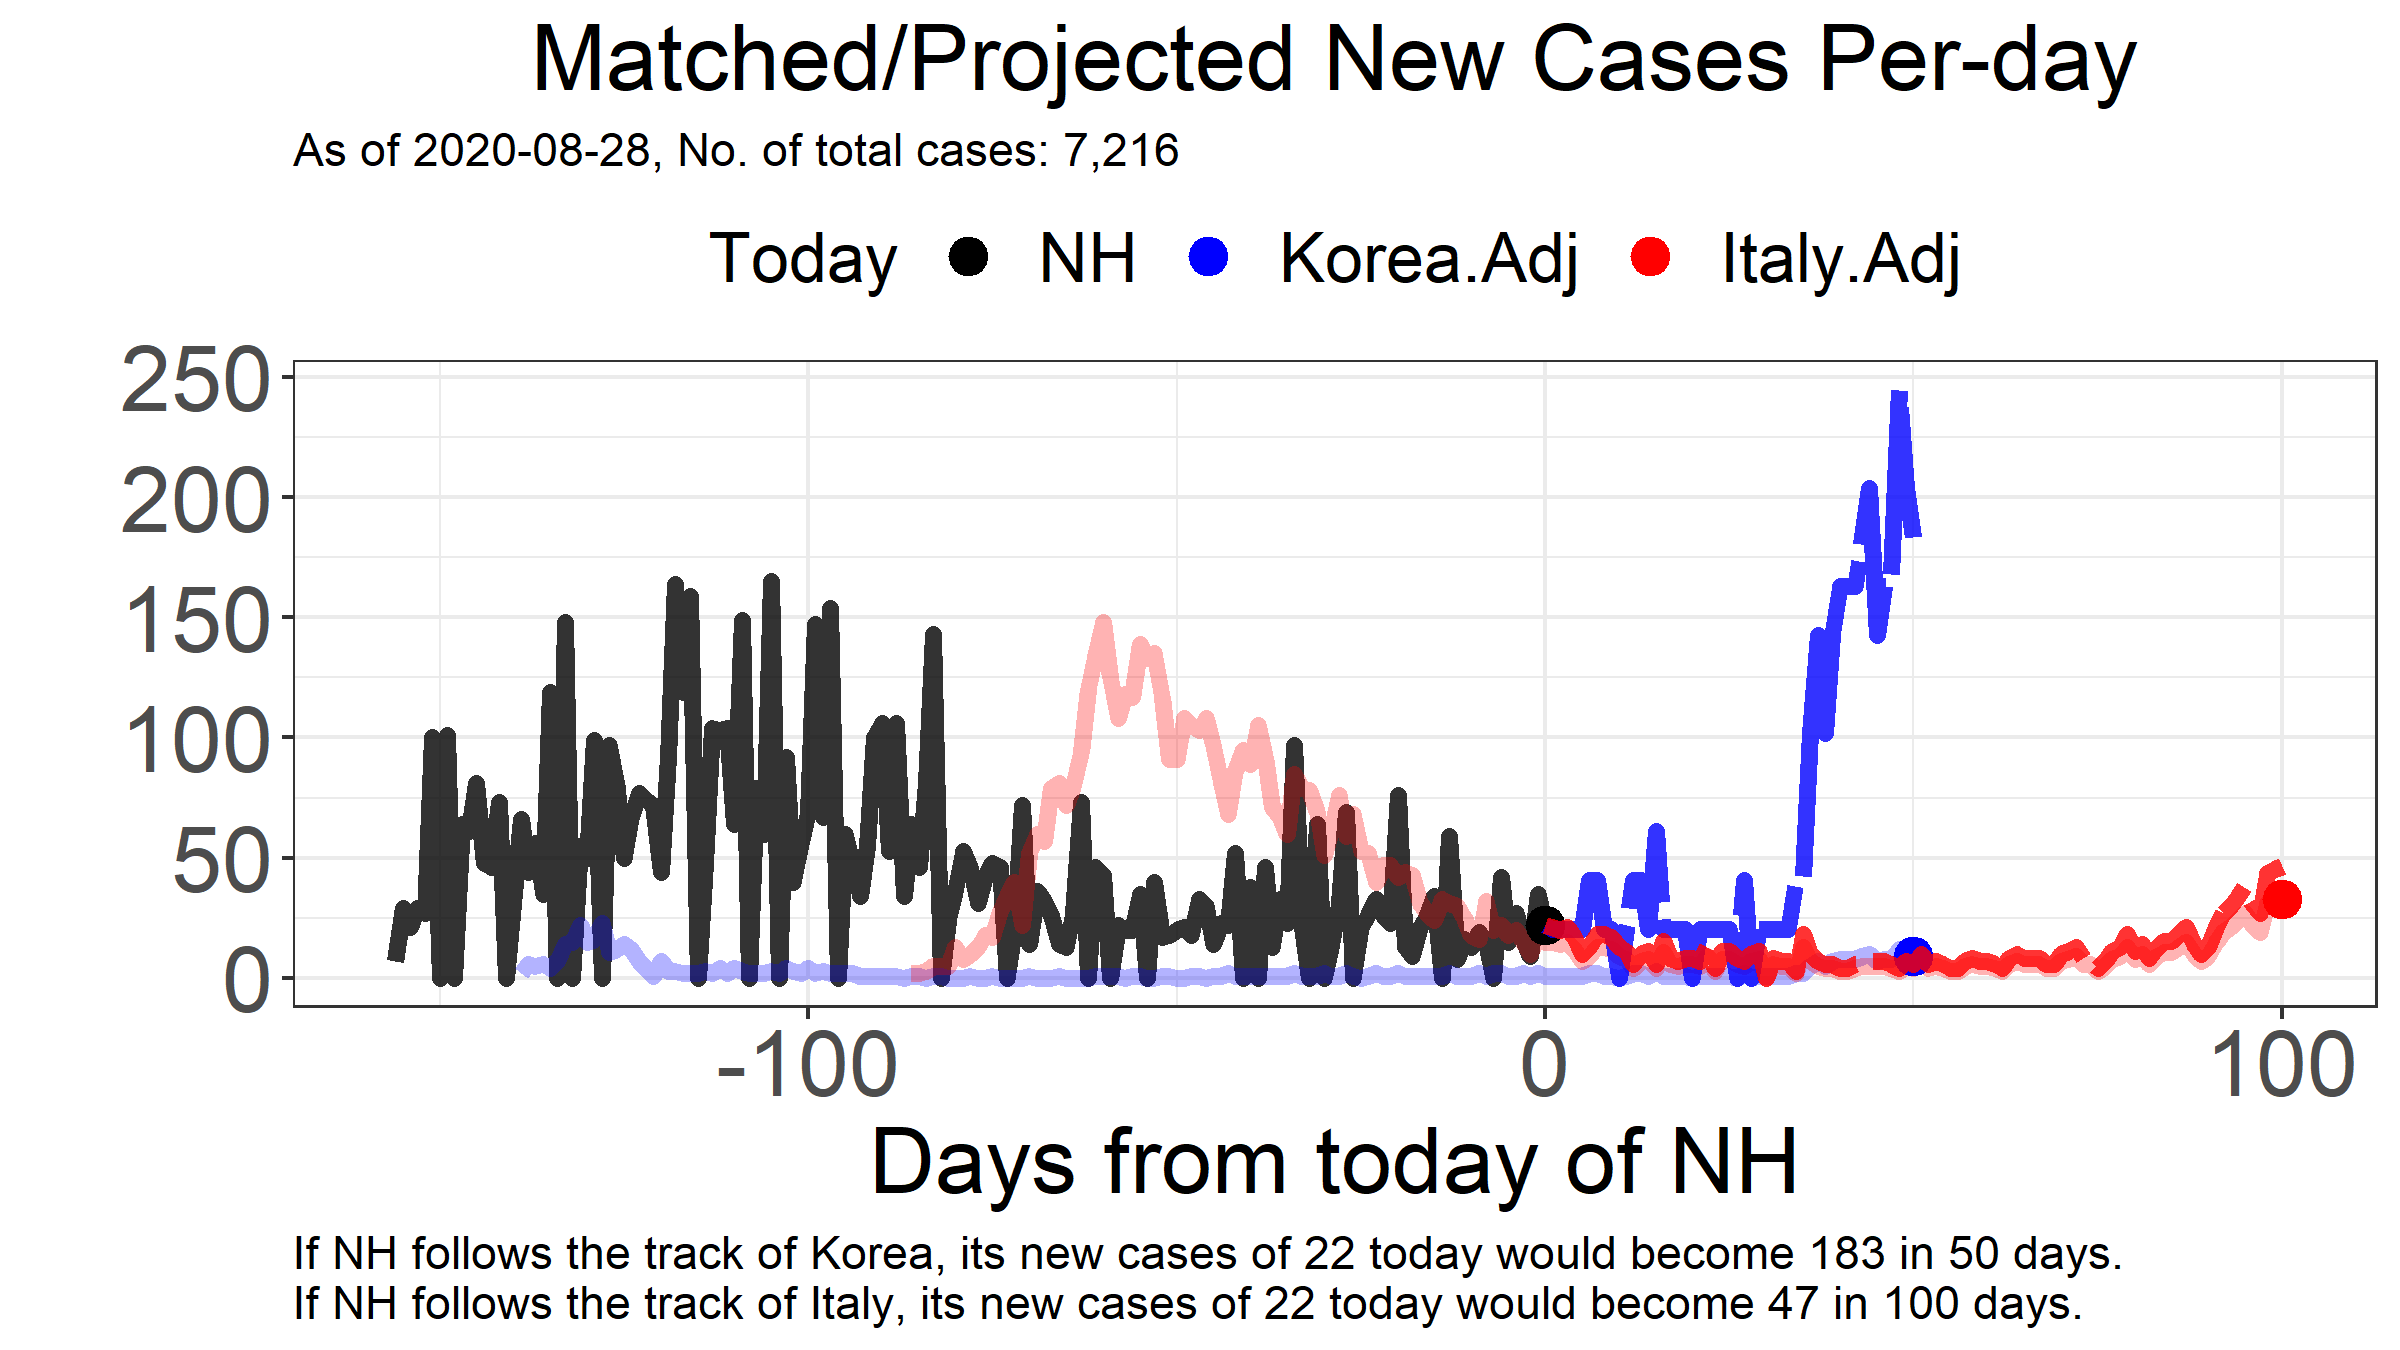 Matched/Projected New Cases Per-day
As of 2020-08-28, No. of total cases: 7,216
Today NH Korea.Adj Italy.Adj
250
200
150
100
50
0
-100 0 100
Days from today of NH
If NH follows the track of Korea, its new cases of 22 today would become 183 in 50 days.
If NH follows the track of Italy, its new cases of 22 today would become 47 in 100 days.